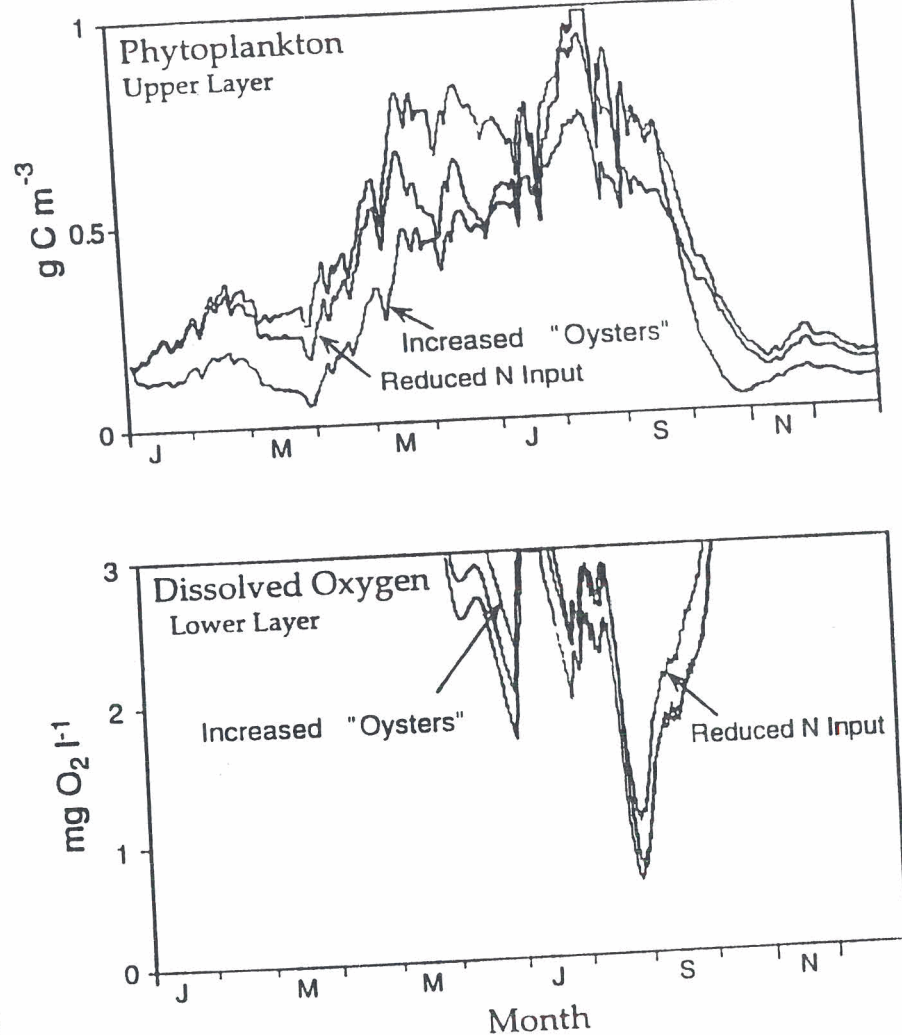 1
Phytoplankton
Upper Layer
g C m⁻³
0.5
Increased "Oysters"
Reduced N Input
0
J M M J S N
3
Dissolved Oxygen
Lower Layer
2
Increased "Oysters"
Reduced N Input
mg O₂ l⁻¹
1
0
J M M J S N
Month